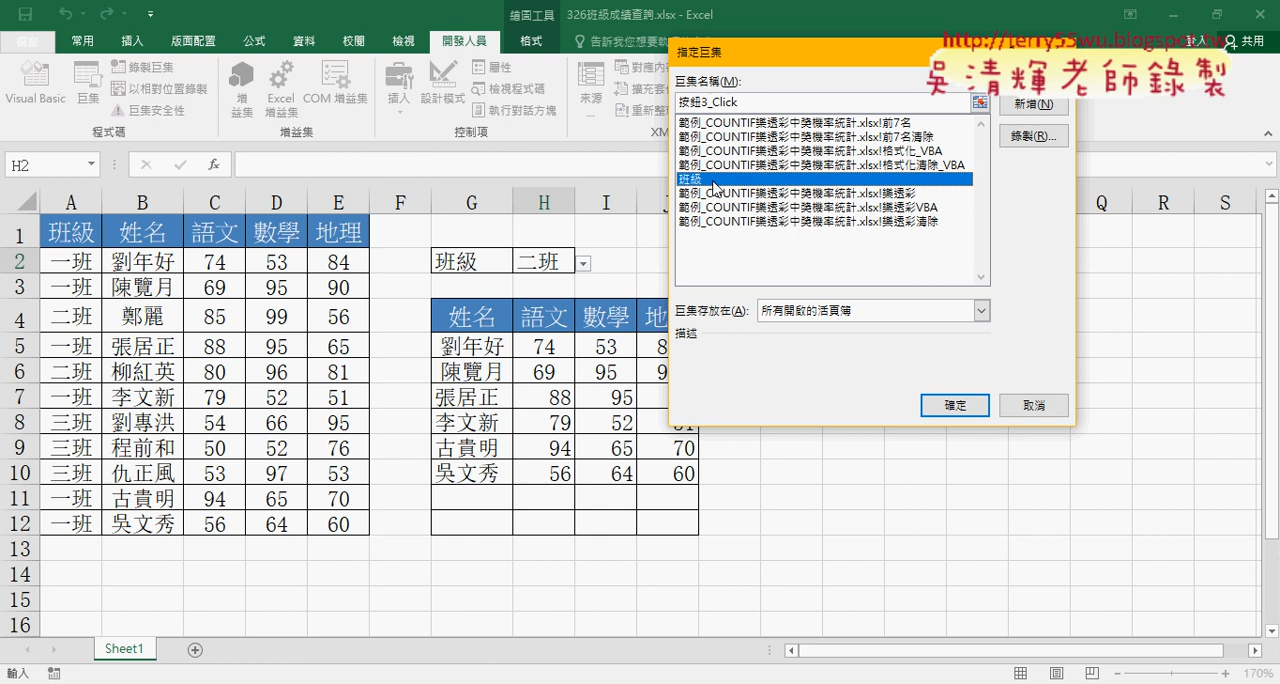 繪圖工具 326班級成績查詢.xlsx - Excel
常用 插入 版面配置 公式 資料 校閱 檢視 開發人員 格式 告訴我您想要執 登入 共用
http://terry55wu.blogspot.tw
吳清輝老師錄製
Visual Basic 巨集 錄製巨集 以相對位置錄製 巨集安全性 程式碼
增益集 Excel 增益集 COM 增益集 增益集
插入 設計模式 屬性 檢視程式碼 執行對話方塊 控制項
來源 對應內 擴充套 重新整 XM
H2 fx
A B C D E F G H I J Q R S
1 班級 姓名 語文 數學 地理
2 一班 劉年好 74 53 84 班級 二班
3 一班 陳覽月 69 95 90
4 二班 鄭麗 85 99 56 姓名 語文 數學 地
5 一班 張居正 88 95 65 劉年好 74 53 8
6 二班 柳紅英 80 96 81 陳覽月 69 95 9
7 一班 李文新 79 52 51 張居正 88 95
8 三班 劉專洪 54 66 95 李文新 79 52 51
9 三班 程前和 50 52 76 古貴明 94 65 70
10 三班 仇正風 53 97 53 吳文秀 56 64 60
11 一班 古貴明 94 65 70
12 一班 吳文秀 56 64 60
13
14
15
16
指定巨集
巨集名稱(M):
按鈕3_Click
新增(N)
錄製(R)...
範例_COUNTIF樂透彩中獎機率統計.xlsx!前7名
範例_COUNTIF樂透彩中獎機率統計.xlsx!前7名清除
範例_COUNTIF樂透彩中獎機率統計.xlsx!格式化_VBA
範例_COUNTIF樂透彩中獎機率統計.xlsx!格式化清除_VBA
班級
範例_COUNTIF樂透彩中獎機率統計.xlsx!樂透彩
範例_COUNTIF樂透彩中獎機率統計.xlsx!樂透彩VBA
範例_COUNTIF樂透彩中獎機率統計.xlsx!樂透彩清除
巨集存放在(A): 所有開啟的活頁簿
描述
確定 取消
Sheet1
輸入 170%